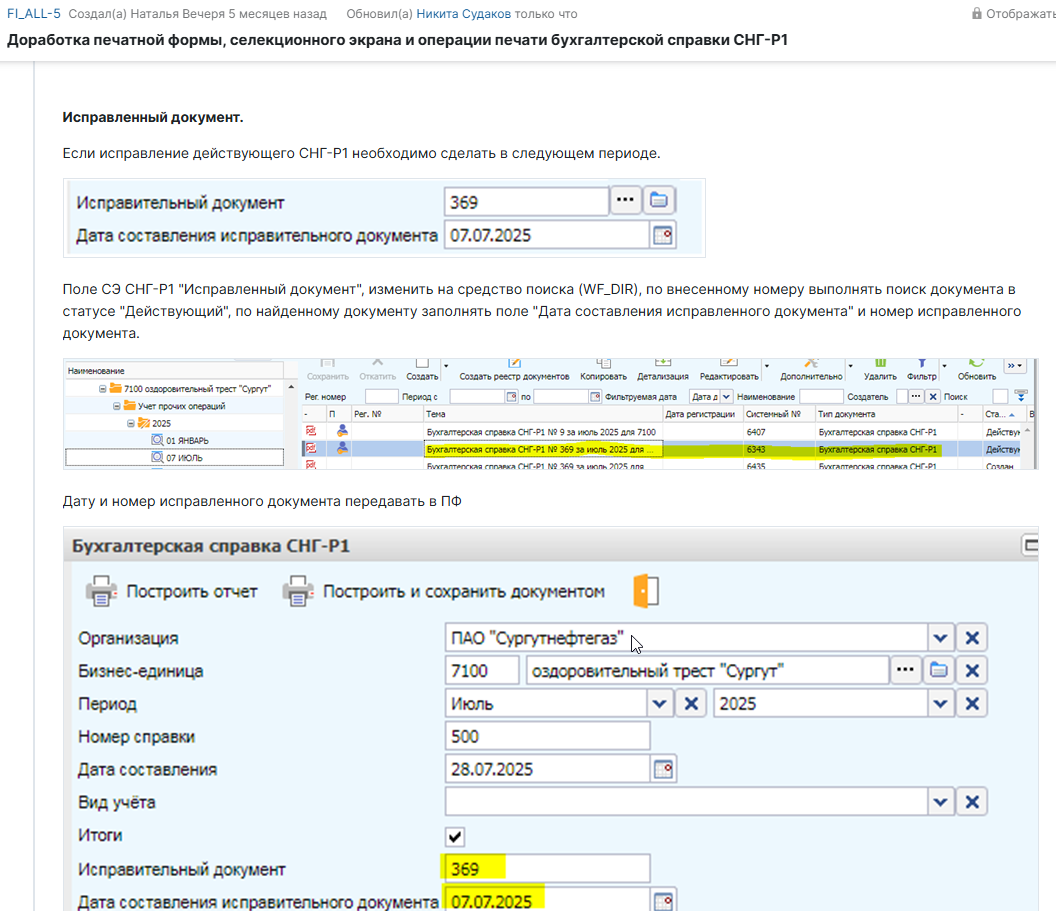 FI_ALL-5 Создал(а) Наталья Вечеря 5 месяцев назад Обновил(а) Никита Судаков только что Отображать
Доработка печатной формы, селекционного экрана и операции печати бухгалтерской справки СНГ-Р1
Исправленный документ.
Если исправление действующего СНГ-Р1 необходимо сделать в следующем периоде.
Исправительный документ 369
Дата составления исправительного документа 07.07.2025
Поле СЭ СНГ-Р1 "Исправленный документ", изменить на средство поиска (WF_DIR), по внесенному номеру выполнять поиск документа в
статусе "Действующий", по найденному документу заполнять поле "Дата составления исправленного документа" и номер исправленного
документа.
Наименование
7100 оздоровительный трест "Сургут"
Учет прочих операций
2025
01 ЯНВАРЬ
07 ИЮЛЬ
Сохранить Откатить Создать Создать реестр документов Копировать Детализация Редактировать Дополнительно Удалить Фильтр Обновить
Рег. номер Период с по Фильтруемая дата Дата д Наименование Создатель Поиск
- П Рег. № Тема Дата регистрации Системный № Тип документа - Ста...
Бухгалтерская справка СНГ-Р1 № 9 за июль 2025 для 7100 6407 Бухгалтерская справка СНГ-Р1 Действун
Бухгалтерская справка СНГ-Р1 № 369 за июль 2025 для ... 6343 Бухгалтерская справка СНГ-Р1 Действун
Бухгалтерская справка СНГ-Р1 № 369 за июль 2025 для 6435 Бухгалтерская справка СНГ-Р1 Создан
Дату и номер исправленного документа передавать в ПФ
Бухгалтерская справка СНГ-Р1
Построить отчет Построить и сохранить документом
Организация ПАО "Сургутнефтегаз"
Бизнес-единица 7100 оздоровительный трест "Сургут"
Период Июль 2025
Номер справки 500
Дата составления 28.07.2025
Вид учёта
Итоги
Исправительный документ 369
Дата составления исправительного документа 07.07.2025